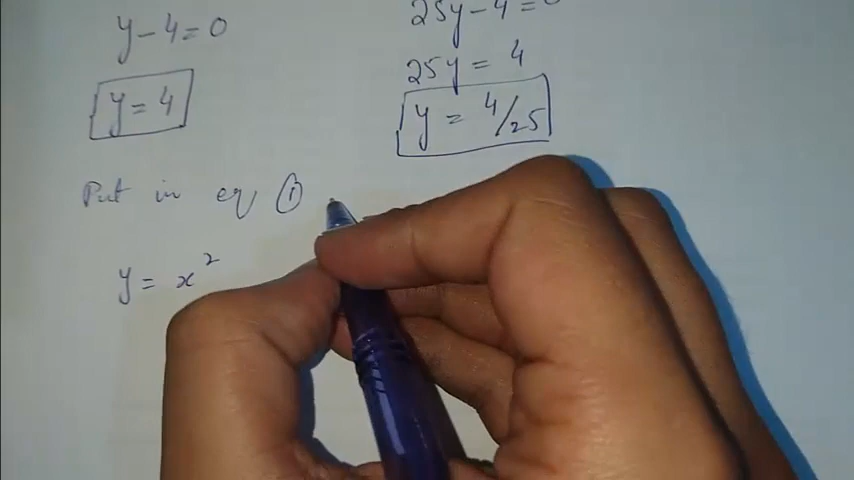 y - 4 = 0
y = 4
25y - 4 = 0
25y = 4
y = 4/25
Put in eq ①
y = x²